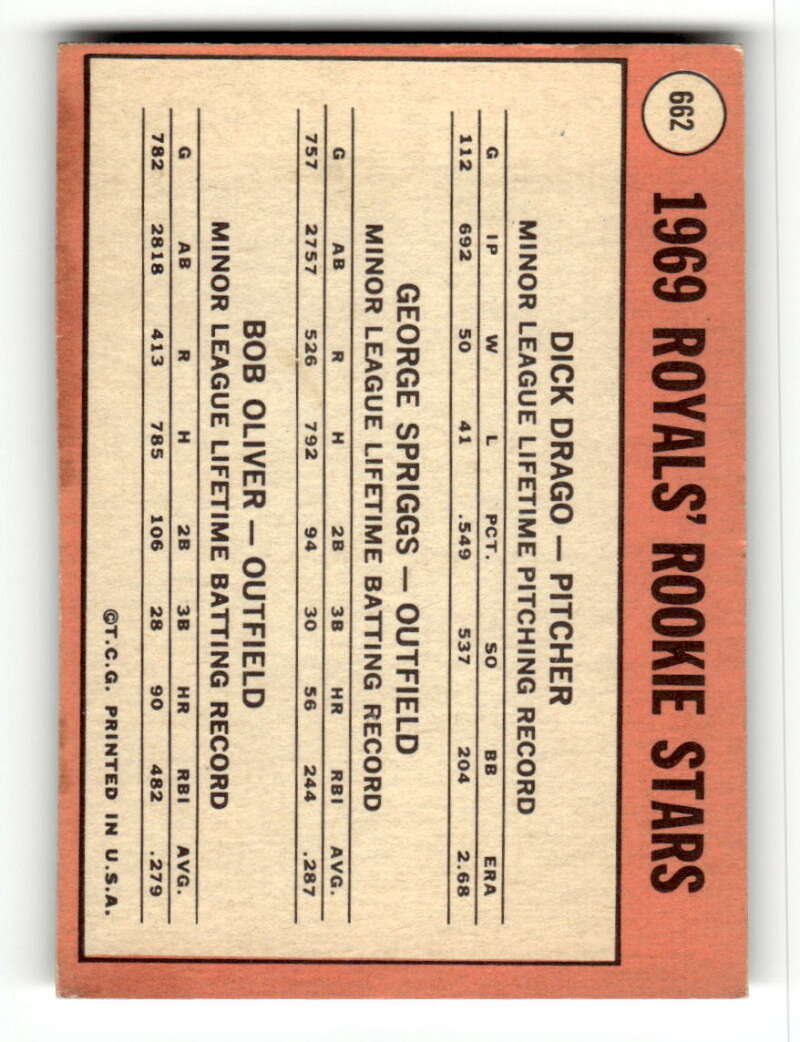 662
1969 ROYALS' ROOKIE STARS
DICK DRAGO — PITCHER
MINOR LEAGUE LIFETIME PITCHING RECORD
G IP W L PCT. SO BB ERA
112 692 50 41 .549 537 204 2.68
GEORGE SPRIGGS — OUTFIELD
MINOR LEAGUE LIFETIME BATTING RECORD
G AB R H 2B 3B HR RBI AVG.
757 2757 526 792 94 30 56 244 .287
BOB OLIVER — OUTFIELD
MINOR LEAGUE LIFETIME BATTING RECORD
G AB R H 2B 3B HR RBI AVG.
782 2818 413 785 106 28 90 482 .279
©T.C.G. PRINTED IN U.S.A.